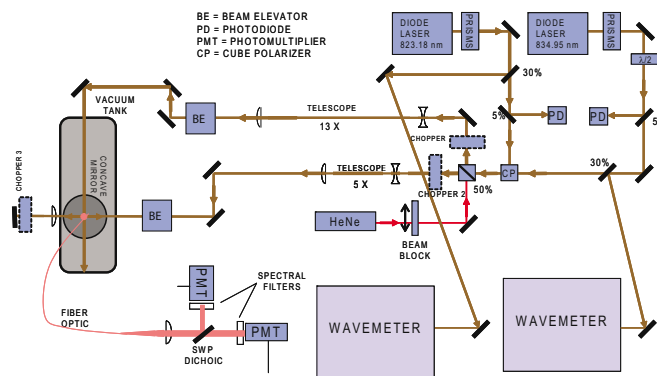 BE = BEAM ELEVATOR
PD = PHOTODIODE
PMT = PHOTOMULTIPLIER
CP = CUBE POLARIZER
DIODE
LASER
823.18 nm
PRISMS
DIODE
LASER
834.95 nm
PRISMS
λ/2
30%
VACUUM
TANK
BE
TELESCOPE
13 X
CHOPPER
5%
PD
PD
5
CHOPPER 3
CONCAVE
MIRROR
BE
TELESCOPE
5 X
CHOPPER 2
50%
CP
30%
HeNe
BEAM
BLOCK
FIBER
OPTIC
PMT
SPECTRAL
FILTERS
PMT
SWP
DICHOIC
WAVEMETER
WAVEMETER